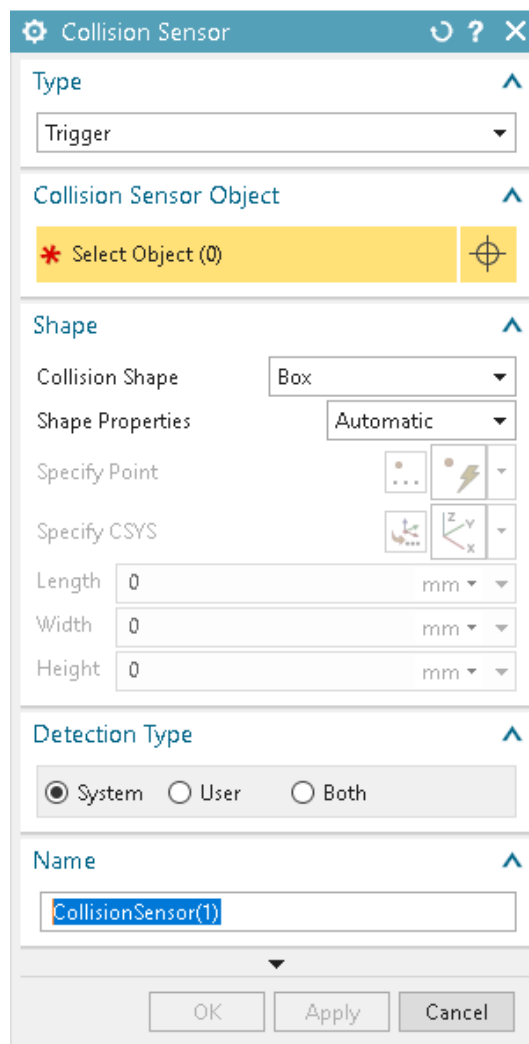 Collision Sensor
Type
Trigger
Collision Sensor Object
* Select Object (0)
Shape
Collision Shape Box
Shape Properties Automatic
Specify Point
Specify CSYS Z Y X
Length 0 mm
Width 0 mm
Height 0 mm
Detection Type
System User Both
Name
CollisionSensor(1)
OK Apply Cancel